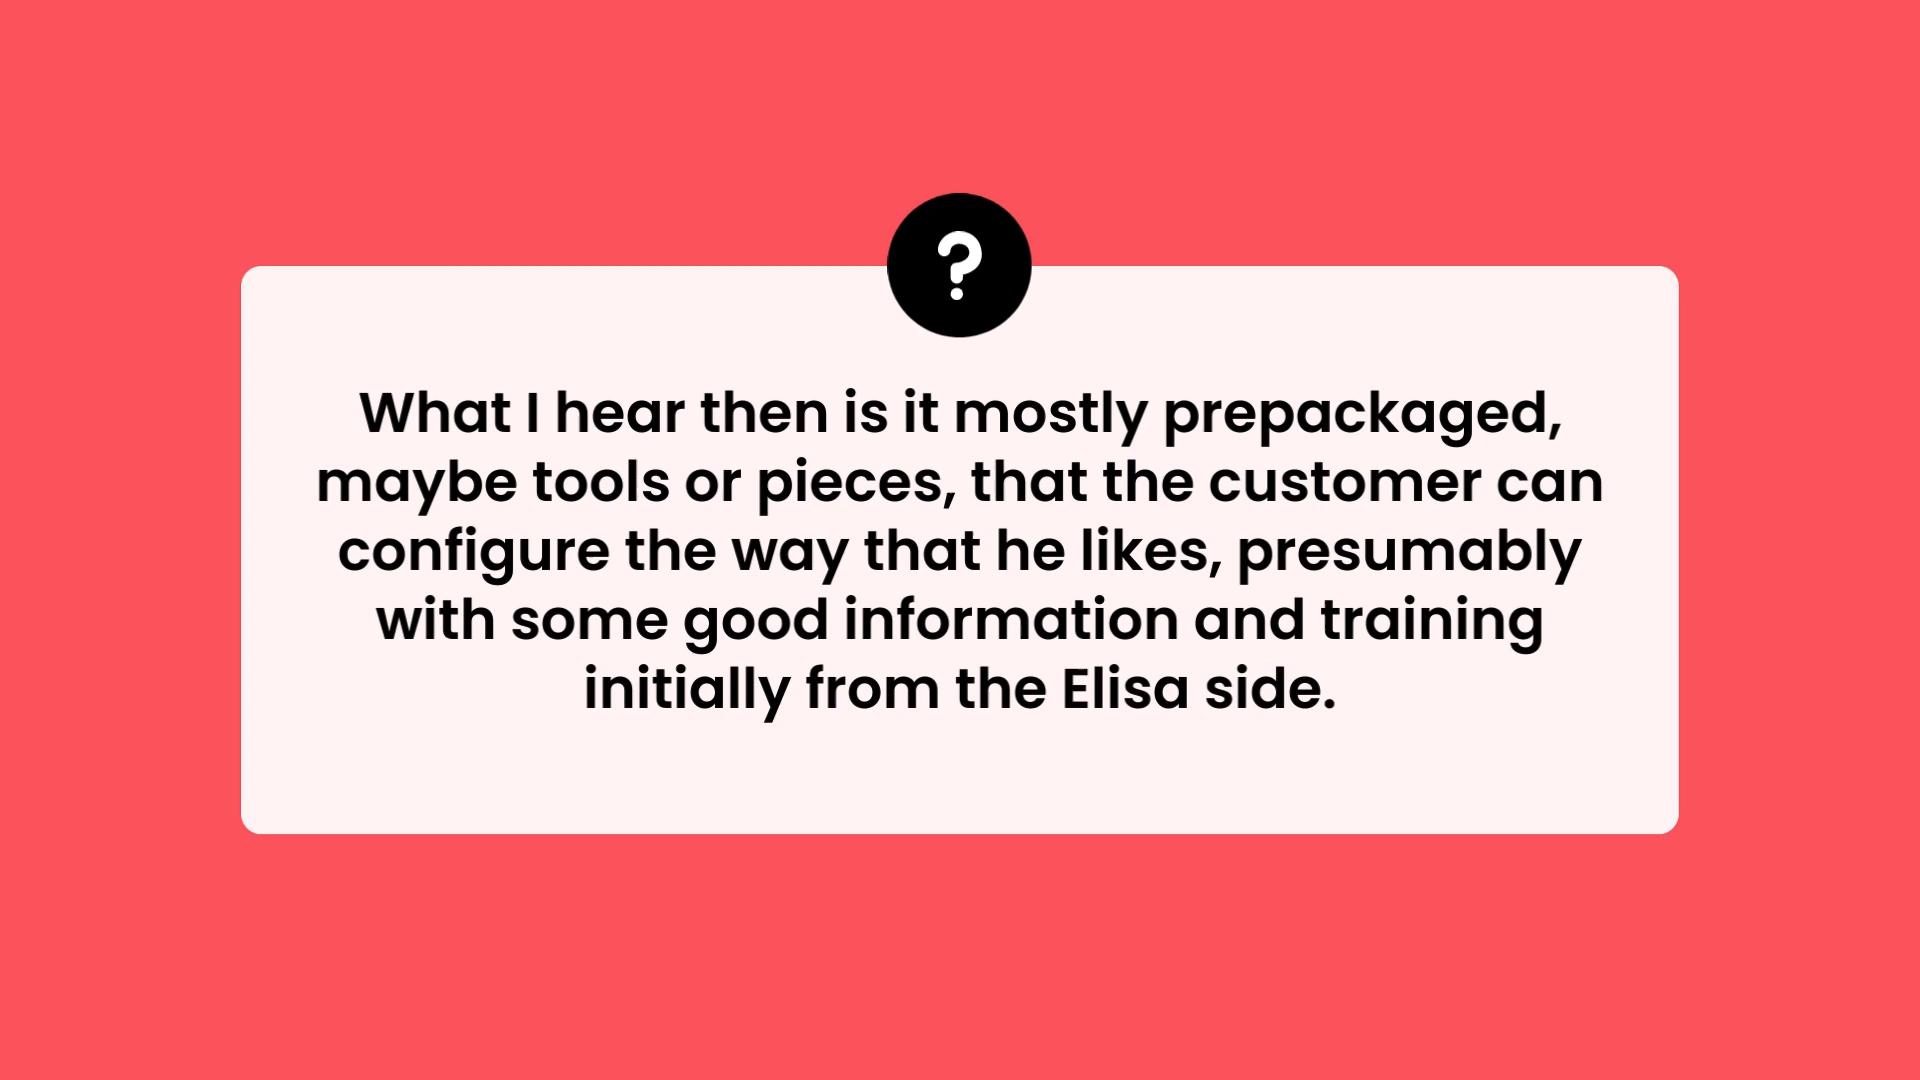 ?
What I hear then is it mostly prepackaged,
maybe tools or pieces, that the customer can
configure the way that he likes, presumably
with some good information and training
initially from the Elisa side.